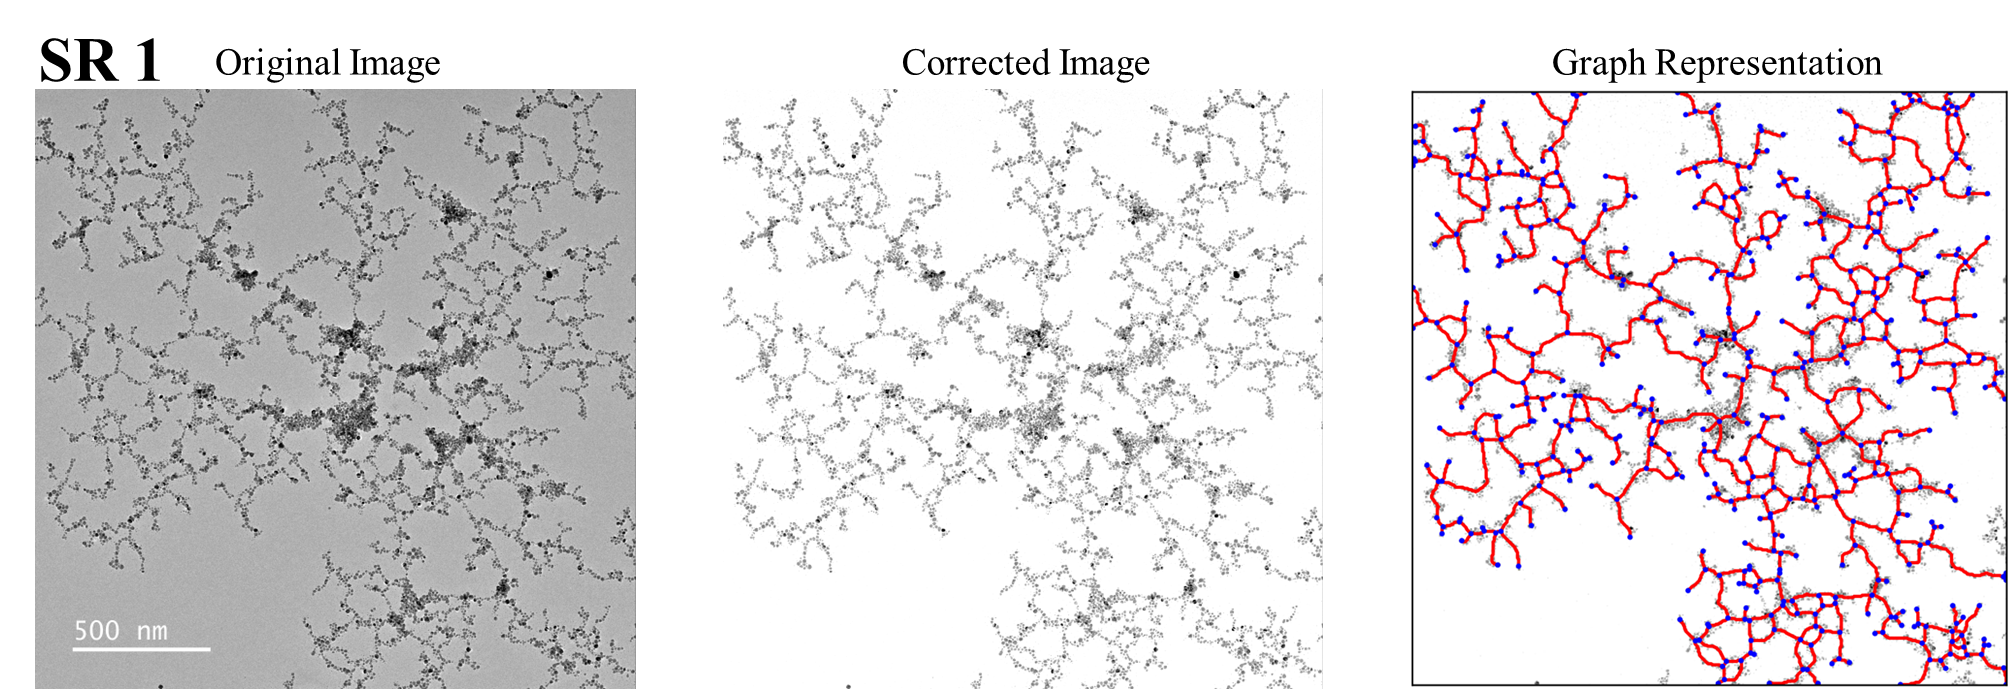 SR 1
Original Image
Corrected Image
Graph Representation
500 nm